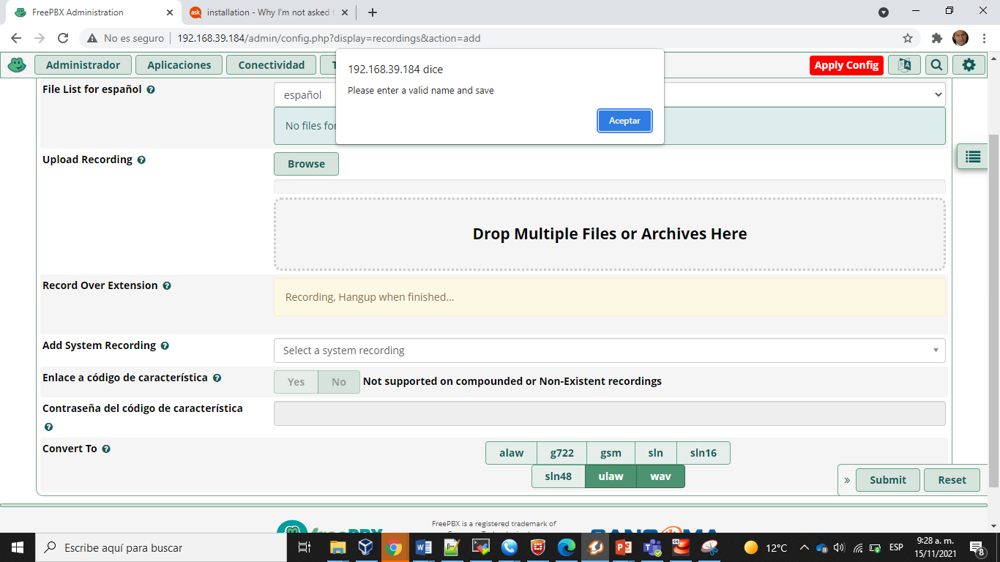 FreePBX Administration
installation - Why I'm not asked t
No es seguro
192.168.39.184/admin/config.php?display=recordings&action=add
Administrador
Aplicaciones
Conectividad
T
Apply Config
192.168.39.184 dice
Please enter a valid name and save
Aceptar
File List for español
español
No files for
Upload Recording
Browse
Drop Multiple Files or Archives Here
Record Over Extension
Recording, Hangup when finished...
Add System Recording
Select a system recording
Enlace a código de característica
Yes No Not supported on compounded or Non-Existent recordings
Contraseña del código de característica
Convert To
alaw g722 gsm sln sln16
sln48 ulaw wav
» Submit Reset
freePBX
FreePBX is a registered trademark of
SANGOMA
Escribe aquí para buscar
12°C
ESP
9:28 a. m.
15/11/2021
8